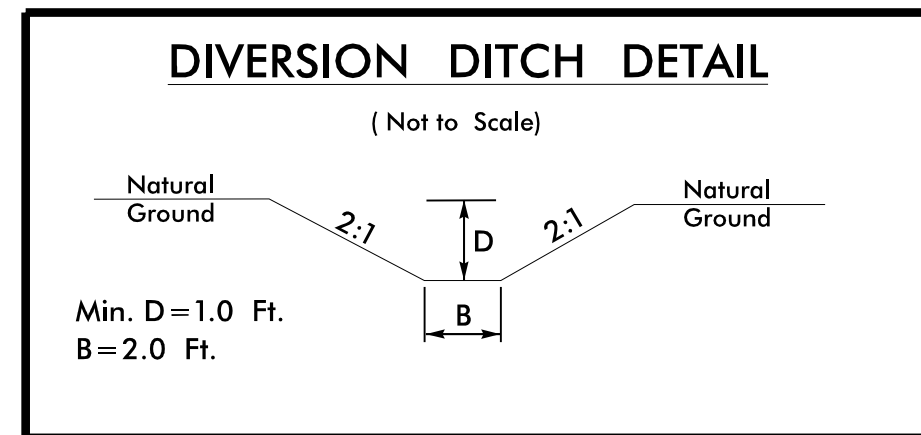 DIVERSION DITCH DETAIL
( Not to Scale)
Natural
Ground
2:1
D
2:1
Natural
Ground
B
Min. D=1.0 Ft.
B=2.0 Ft.